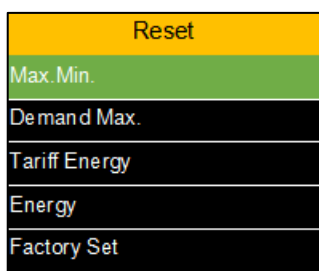 Reset
Max.Min.
Demand Max.
Tariff Energy
Energy
Factory Set